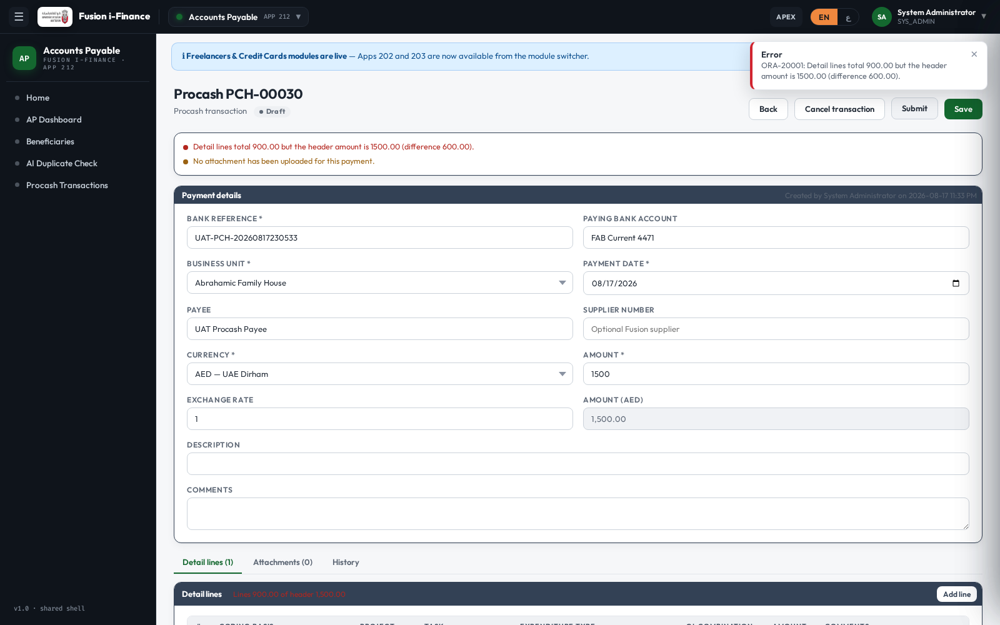 Fusion i-Finance
Accounts Payable APP 212
APEX
EN
ع
SA
System Administrator
SYS_ADMIN
AP
Accounts Payable
FUSION I-FINANCE ·
APP 212
Home
AP Dashboard
Beneficiaries
AI Duplicate Check
Procash Transactions
v1.0 · shared shell
i Freelancers & Credit Cards modules are live — Apps 202 and 203 are now available from the module switcher.
Error
ORA-20001: Detail lines total 900.00 but the header
amount is 1500.00 (difference 600.00).
Procash PCH-00030
Procash transaction Draft
Back
Cancel transaction
Submit
Save
Detail lines total 900.00 but the header amount is 1500.00 (difference 600.00).
No attachment has been uploaded for this payment.
Payment details
Created by System Administrator on 2026-08-17 11:33 PM
BANK REFERENCE *
UAT-PCH-20260817230533
PAYING BANK ACCOUNT
FAB Current 4471
BUSINESS UNIT *
Abrahamic Family House
PAYMENT DATE *
08/17/2026
PAYEE
UAT Procash Payee
SUPPLIER NUMBER
Optional Fusion supplier
CURRENCY *
AED — UAE Dirham
AMOUNT *
1500
EXCHANGE RATE
1
AMOUNT (AED)
1,500.00
DESCRIPTION
COMMENTS
Detail lines (1)
Attachments (0)
History
Detail lines
Lines 900.00 of header 1,500.00
Add line
# CODING BASIS PROJECT TASK EXPENDITURE TYPE GL COMBINATION AMOUNT COMMENTS